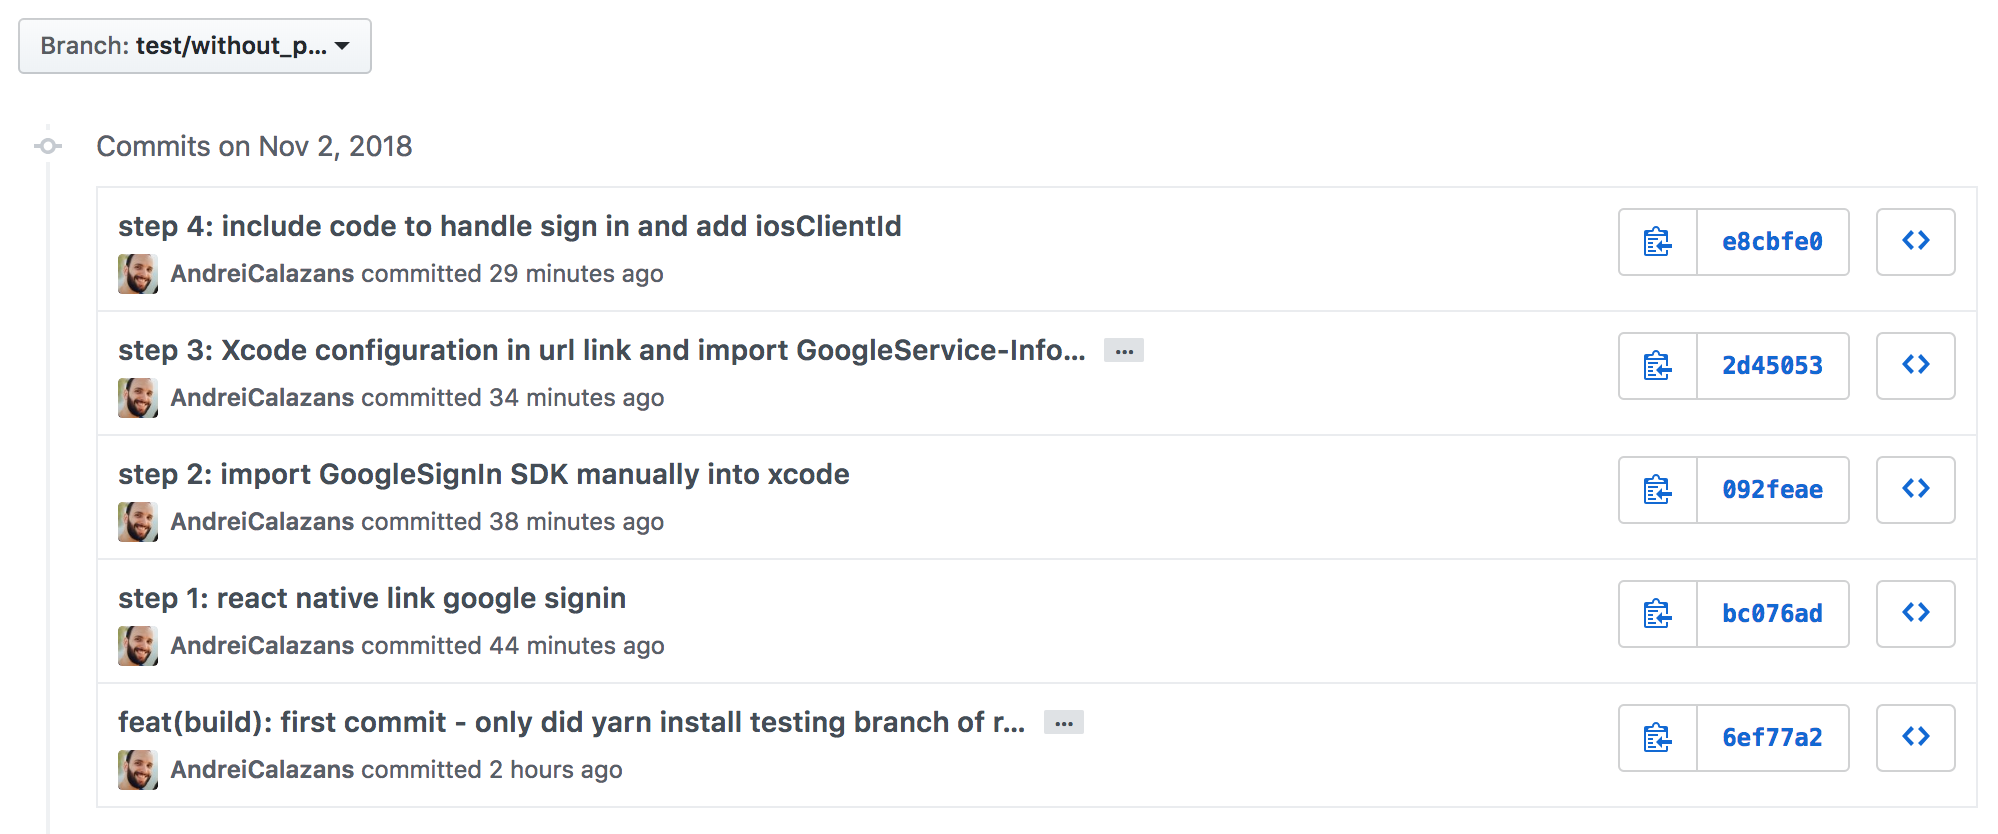 Branch: test/without_p...
Commits on Nov 2, 2018
step 4: include code to handle sign in and add iosClientId
e8cbfe0
AndreiCalazans committed 29 minutes ago
step 3: Xcode configuration in url link and import GoogleService-Info... ...
2d45053
AndreiCalazans committed 34 minutes ago
step 2: import GoogleSignIn SDK manually into xcode
092feae
AndreiCalazans committed 38 minutes ago
step 1: react native link google signin
bc076ad
AndreiCalazans committed 44 minutes ago
feat(build): first commit - only did yarn install testing branch of r... ...
6ef77a2
AndreiCalazans committed 2 hours ago